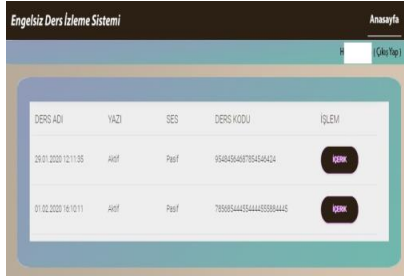 Engelsiz Ders İzleme Sistemi
Anasayfa
H ( Çıkış Yap )
DERS ADI YAZI SES DERS KODU İŞLEM
29.01.2020 12:11:35 Aktif Pasif İÇERİK
01.02.2020 16:10:11 Aktif Pasif İÇERİK